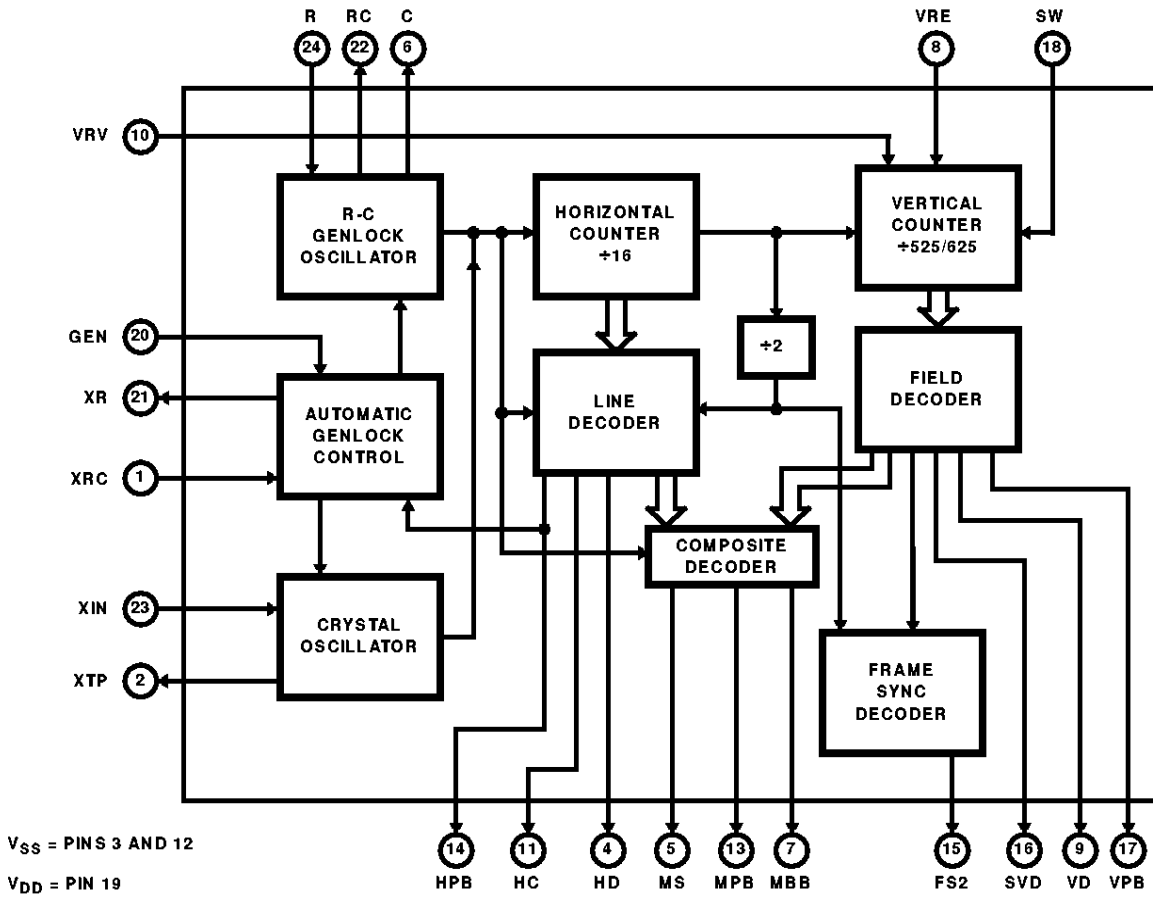 R RC C VRE SW
24 22 6 8 18
VRV 10
R-C
GENLOCK
OSCILLATOR
HORIZONTAL
COUNTER
÷16
VERTICAL
COUNTER
÷525/625
GEN 20
÷2
XR 21
AUTOMATIC
GENLOCK
CONTROL
LINE
DECODER
FIELD
DECODER
XRC 1
COMPOSITE
DECODER
XIN 23
CRYSTAL
OSCILLATOR
XTP 2
FRAME
SYNC
DECODER
VSS = PINS 3 AND 12
VDD = PIN 19
14 11 4 5 13 7 15 16 9 17
HPB HC HD MS MPB MBB FS2 SVD VD VPB